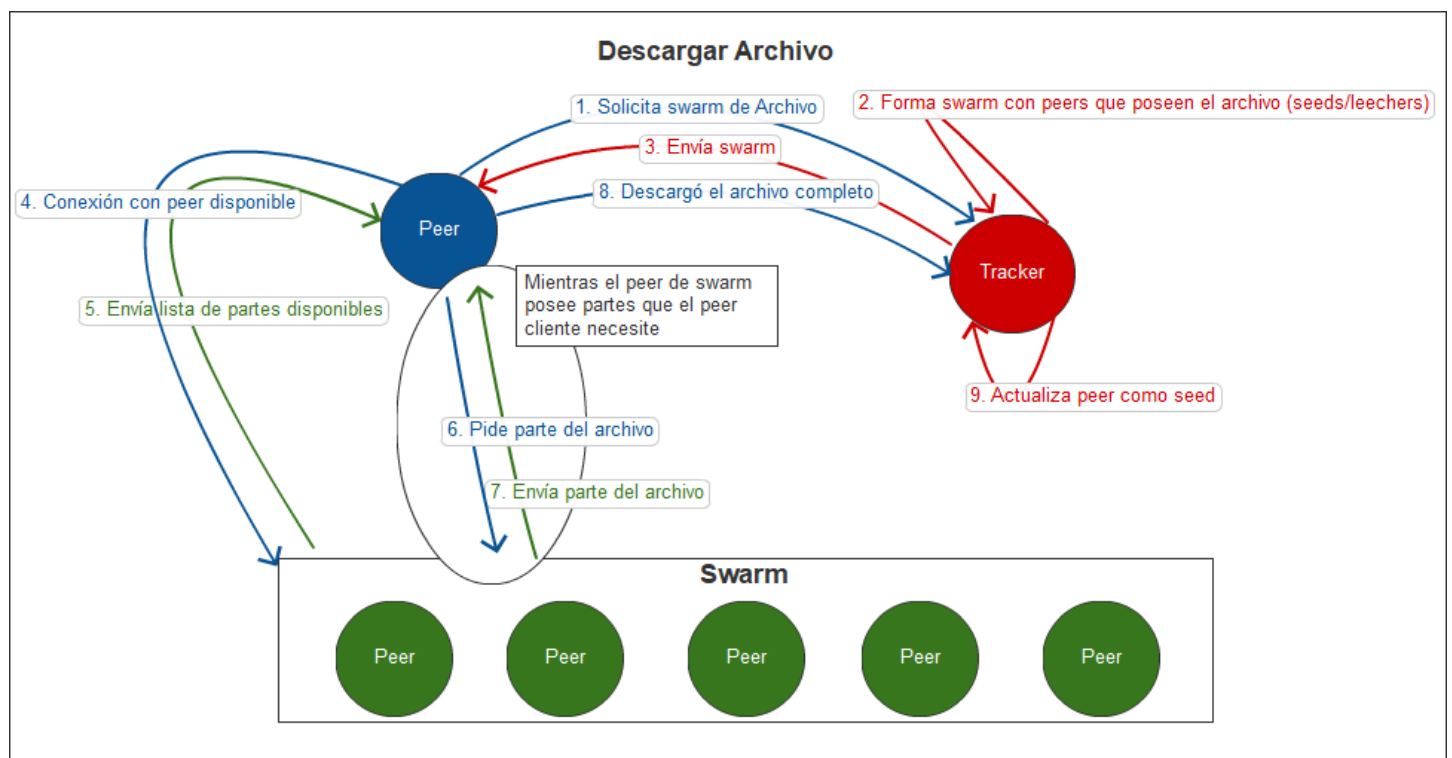 Descargar Archivo
1. Solicita swarm de Archivo
2. Forma swarm con peers que poseen el archivo (seeds/leechers)
3. Envía swarm
8. Descargó el archivo completo
4. Conexión con peer disponible
Peer
Tracker
Mientras el peer de swarm
posee partes que el peer
cliente necesite
5. Envía lista de partes disponibles
9. Actualiza peer como seed
6. Pide parte del archivo
7. Envía parte del archivo
Swarm
Peer
Peer
Peer
Peer
Peer